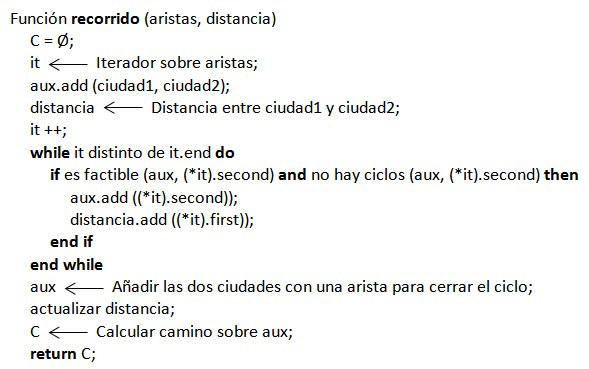 Función recorrido (aristas, distancia)
C = Ø;
it ← Iterador sobre aristas;
aux.add (ciudad1, ciudad2);
distancia ← Distancia entre ciudad1 y ciudad2;
it ++;
while it distinto de it.end do
if es factible (aux, (*it).second) and no hay ciclos (aux, (*it).second) then
aux.add ((*it).second));
distancia.add ((*it).first));
end if
end while
aux ← Añadir las dos ciudades con una arista para cerrar el ciclo;
actualizar distancia;
C ← Calcular camino sobre aux;
return C;